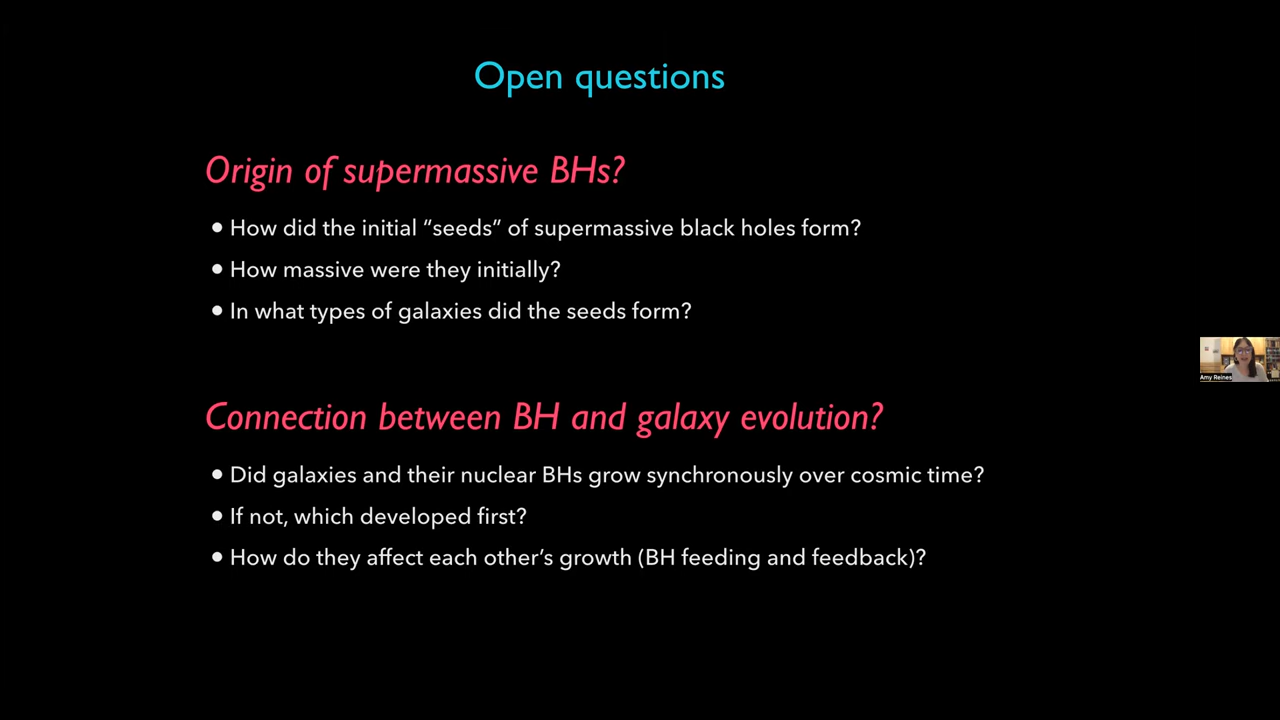 Open questions
Origin of supermassive BHs?
• How did the initial “seeds” of supermassive black holes form?
• How massive were they initially?
• In what types of galaxies did the seeds form?
Amy Reines
Connection between BH and galaxy evolution?
• Did galaxies and their nuclear BHs grow synchronously over cosmic time?
• If not, which developed first?
• How do they affect each other’s growth (BH feeding and feedback)?